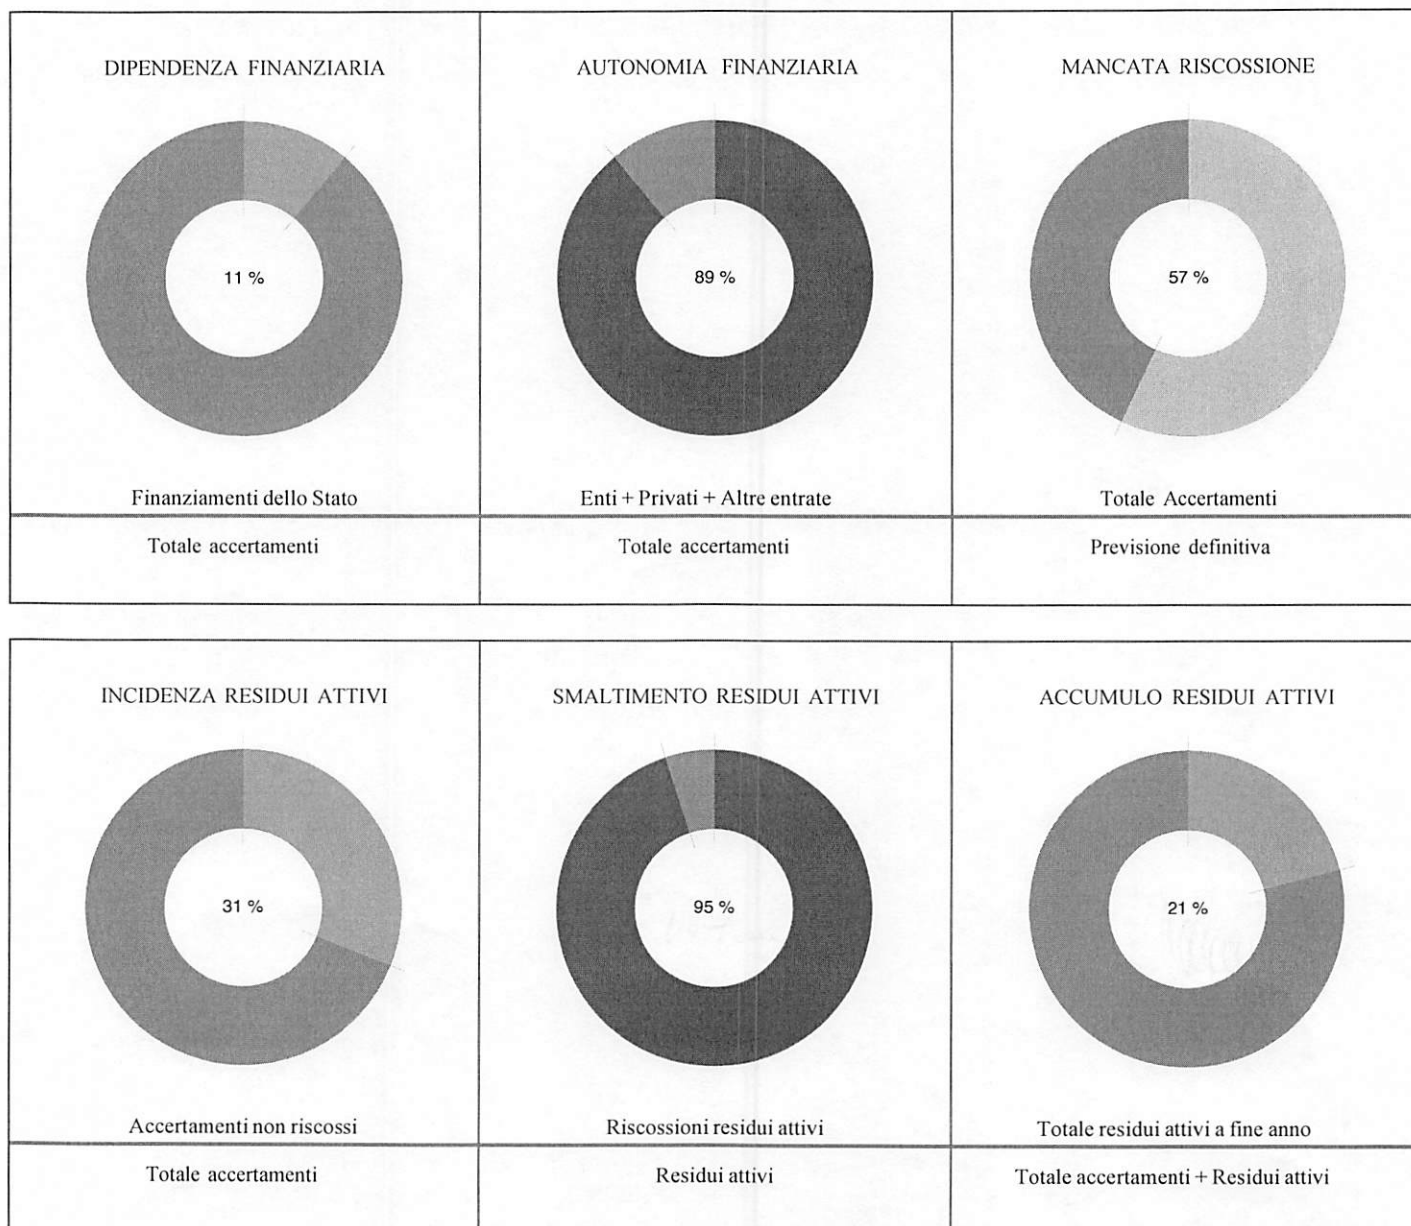 DIPENDENZA FINANZIARIA
11 %
Finanziamenti dello Stato
Totale accertamenti
AUTONOMIA FINANZIARIA
89 %
Enti + Privati + Altre entrate
Totale accertamenti
MANCATA RISCOSSIONE
57 %
Totale Accertamenti
Previsione definitiva
INCIDENZA RESIDUI ATTIVI
31 %
Accertamenti non riscossi
Totale accertamenti
SMALTIMENTO RESIDUI ATTIVI
95 %
Riscossioni residui attivi
Residui attivi
ACCUMULO RESIDUI ATTIVI
21 %
Totale residui attivi a fine anno
Totale accertamenti + Residui attivi